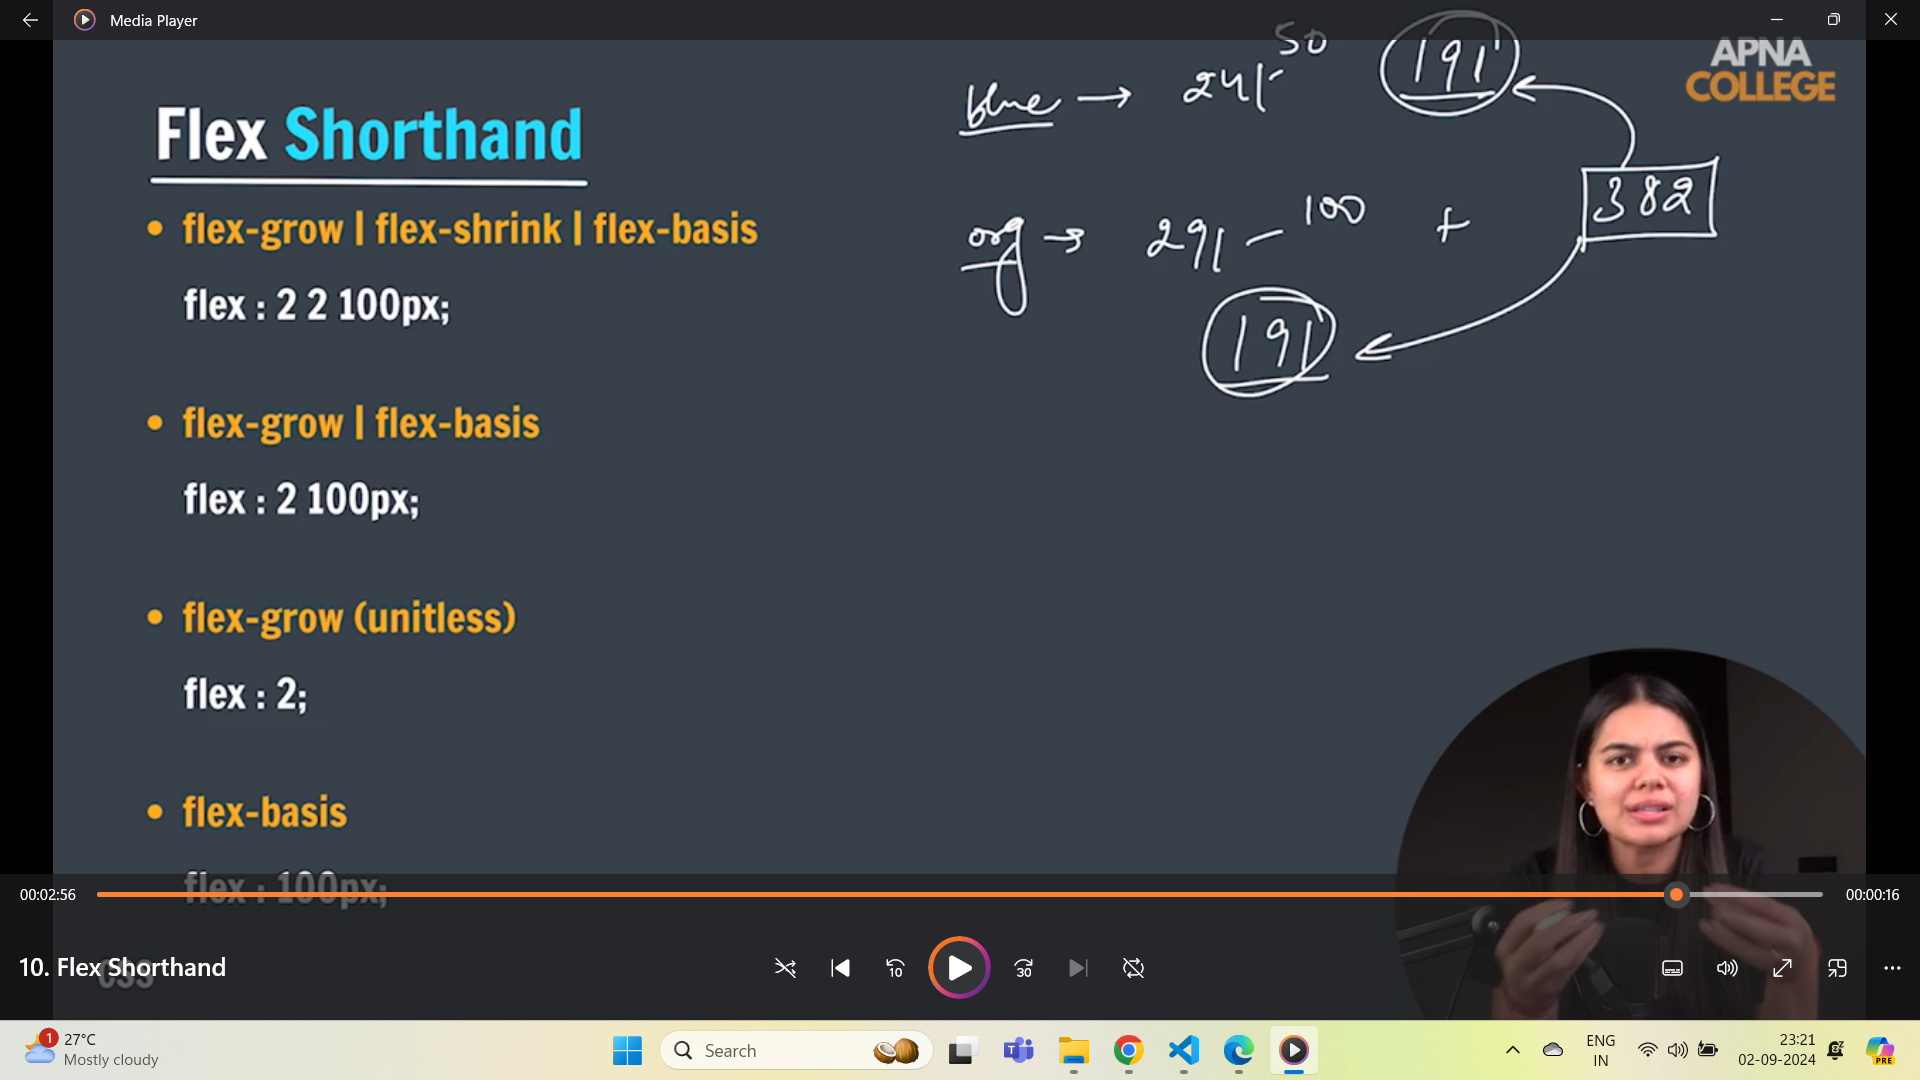 Media Player
APNA
COLLEGE
Flex Shorthand
• flex-grow | flex-shrink | flex-basis
flex : 2 2 100px;
• flex-grow | flex-basis
flex : 2 100px;
• flex-grow (unitless)
flex : 2;
• flex-basis
flex : 100px;
blue → 241 - 50 191
org → 291 - 100 + 382
191
00:02:56
00:00:16
10. Flex Shorthand
10
30
1
27°C
Mostly cloudy
Search
ENG
IN
23:21
02-09-2024
PRE